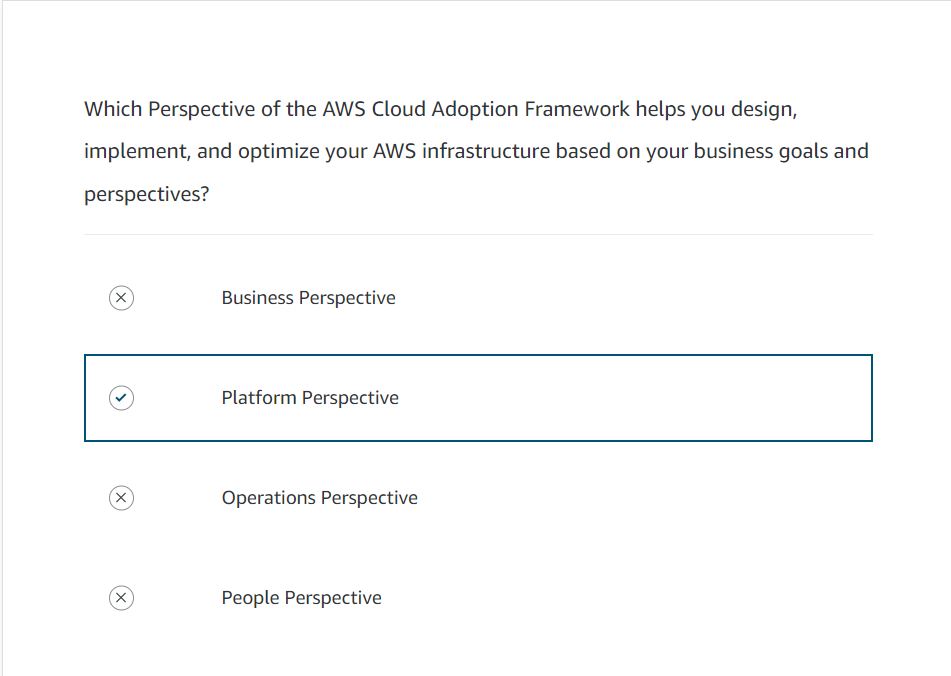 Which Perspective of the AWS Cloud Adoption Framework helps you design,
implement, and optimize your AWS infrastructure based on your business goals and
perspectives?
Business Perspective
Platform Perspective
Operations Perspective
People Perspective